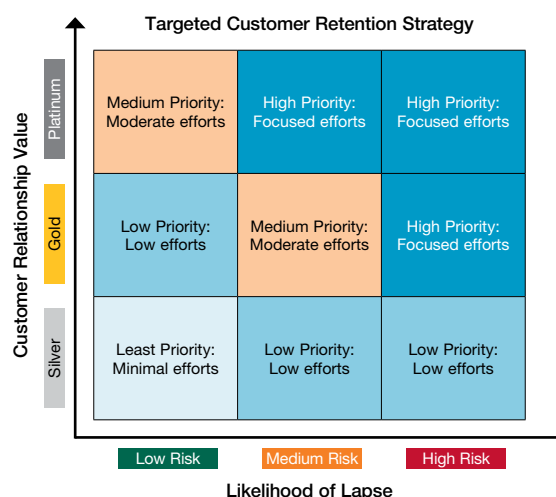 Targeted Customer Retention Strategy
Customer Relationship Value
Platinum
Medium Priority:
Moderate efforts
High Priority:
Focused efforts
High Priority:
Focused efforts
Gold
Low Priority:
Low efforts
Medium Priority:
Moderate efforts
High Priority:
Focused efforts
Silver
Least Priority:
Minimal efforts
Low Priority:
Low efforts
Low Priority:
Low efforts
Low Risk
Medium Risk
High Risk
Likelihood of Lapse